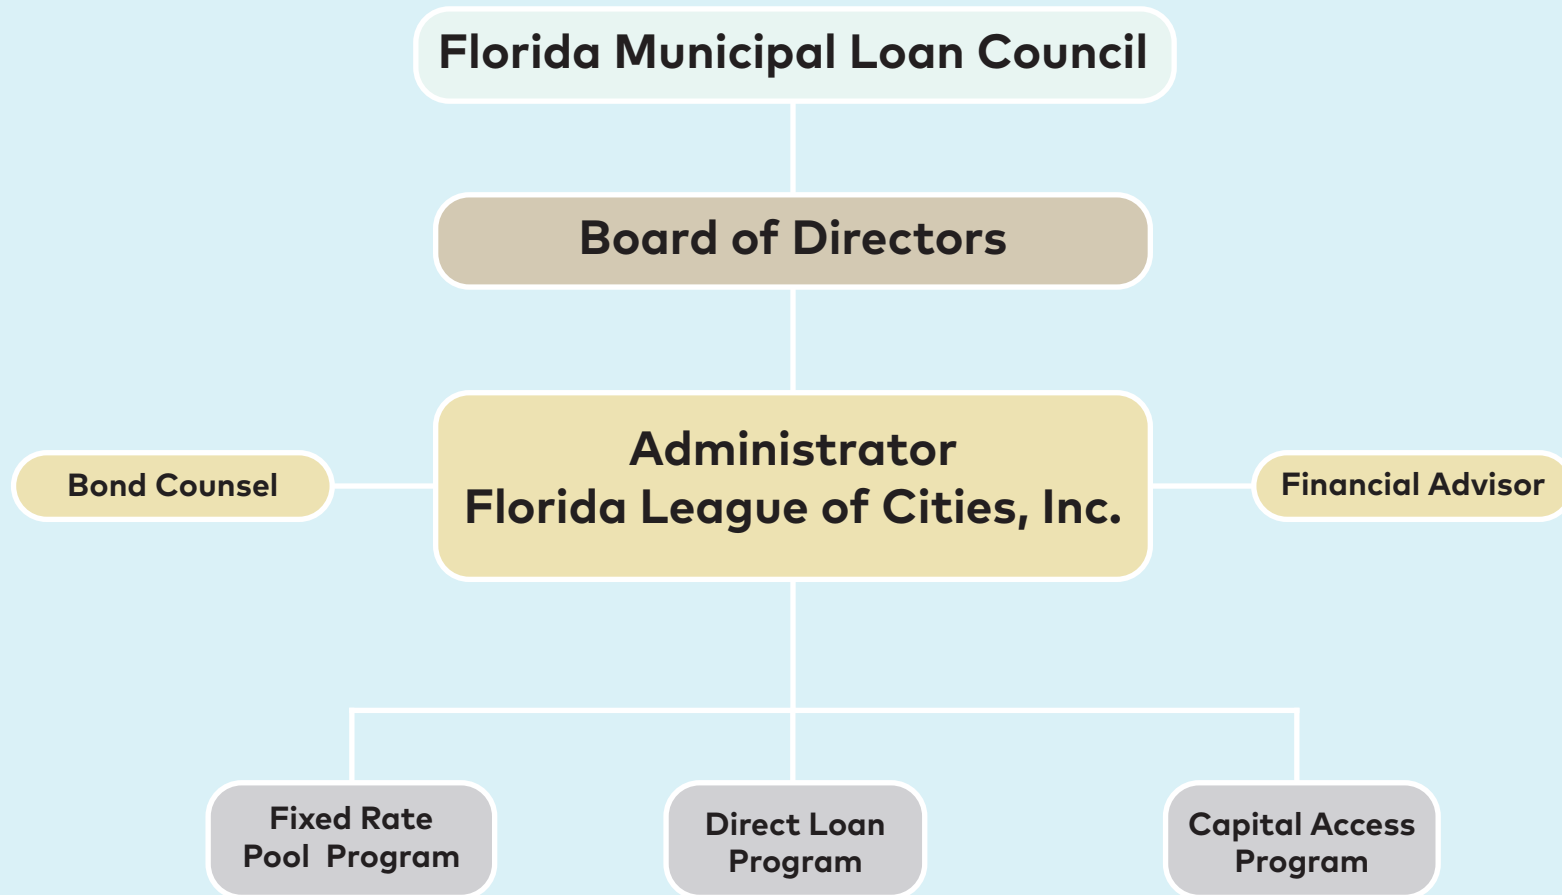 Florida Municipal Loan Council
Board of Directors
Administrator
Florida League of Cities, Inc.
Bond Counsel
Financial Advisor
Fixed Rate
Pool Program
Direct Loan
Program
Capital Access
Program